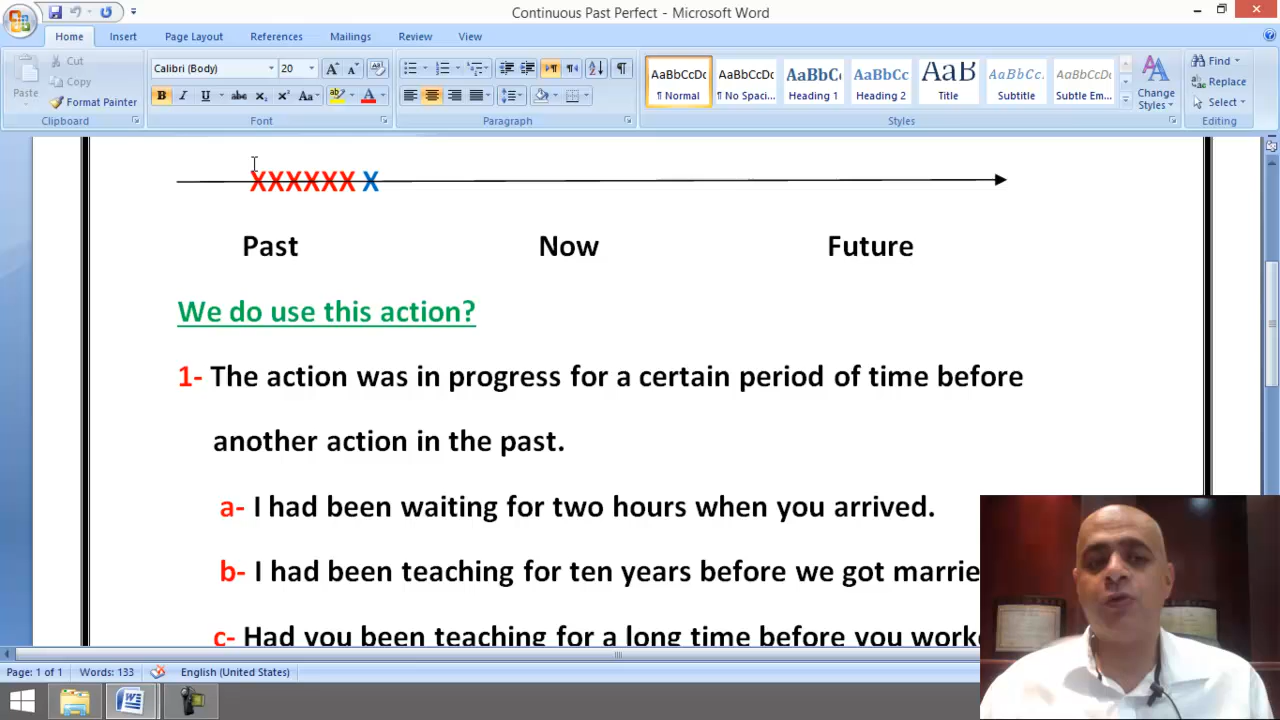 Continuous Past Perfect - Microsoft Word
Home Insert Page Layout References Mailings Review View
Paste
Cut
Copy
Format Painter
Clipboard
Calibri (Body) 20
Font
Paragraph
AaBbCcDc AaBbCcDc AaBbC AaBbCc AaB AaBbCc. AaBbCcDc
¶ Normal ¶ No Spaci... Heading 1 Heading 2 Title Subtitle Subtle Em...
Change Styles
Styles
Find
Replace
Select
Editing
XXXXXX X
Past Now Future
We do use this action?
1- The action was in progress for a certain period of time before
another action in the past.
a- I had been waiting for two hours when you arrived.
b- I had been teaching for ten years before we got marrie
c- Had you been teaching for a long time before you work
Page: 1 of 1 Words: 133 English (United States)